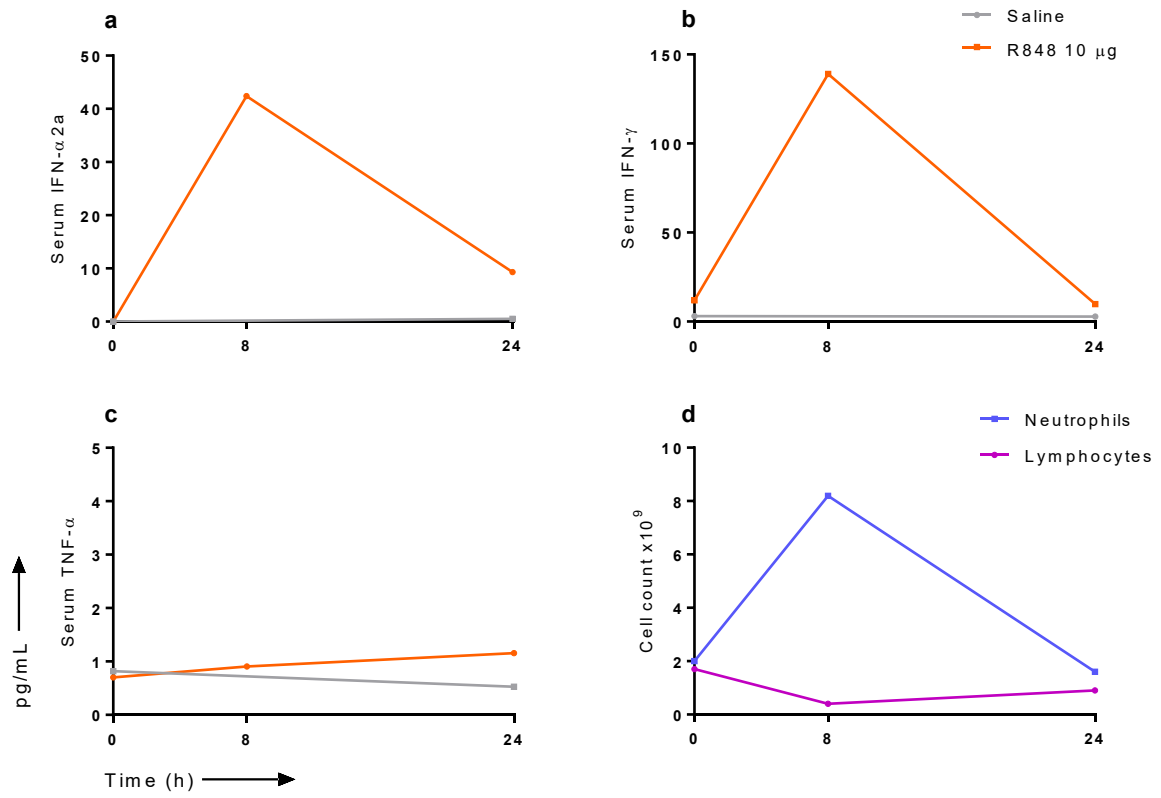 a
Serum IFN-α2a
50
40
30
20
10
0
0 8 24
b
Saline
R848 10 μg
Serum IFN-γ
150
100
50
0
0 8 24
c
Serum TNF-α
5
4
3
2
1
0
0 8 24
pg/mL
Time (h)
d
Neutrophils
Lymphocytes
Cell count x10⁹
10
8
6
4
2
0
0 8 24